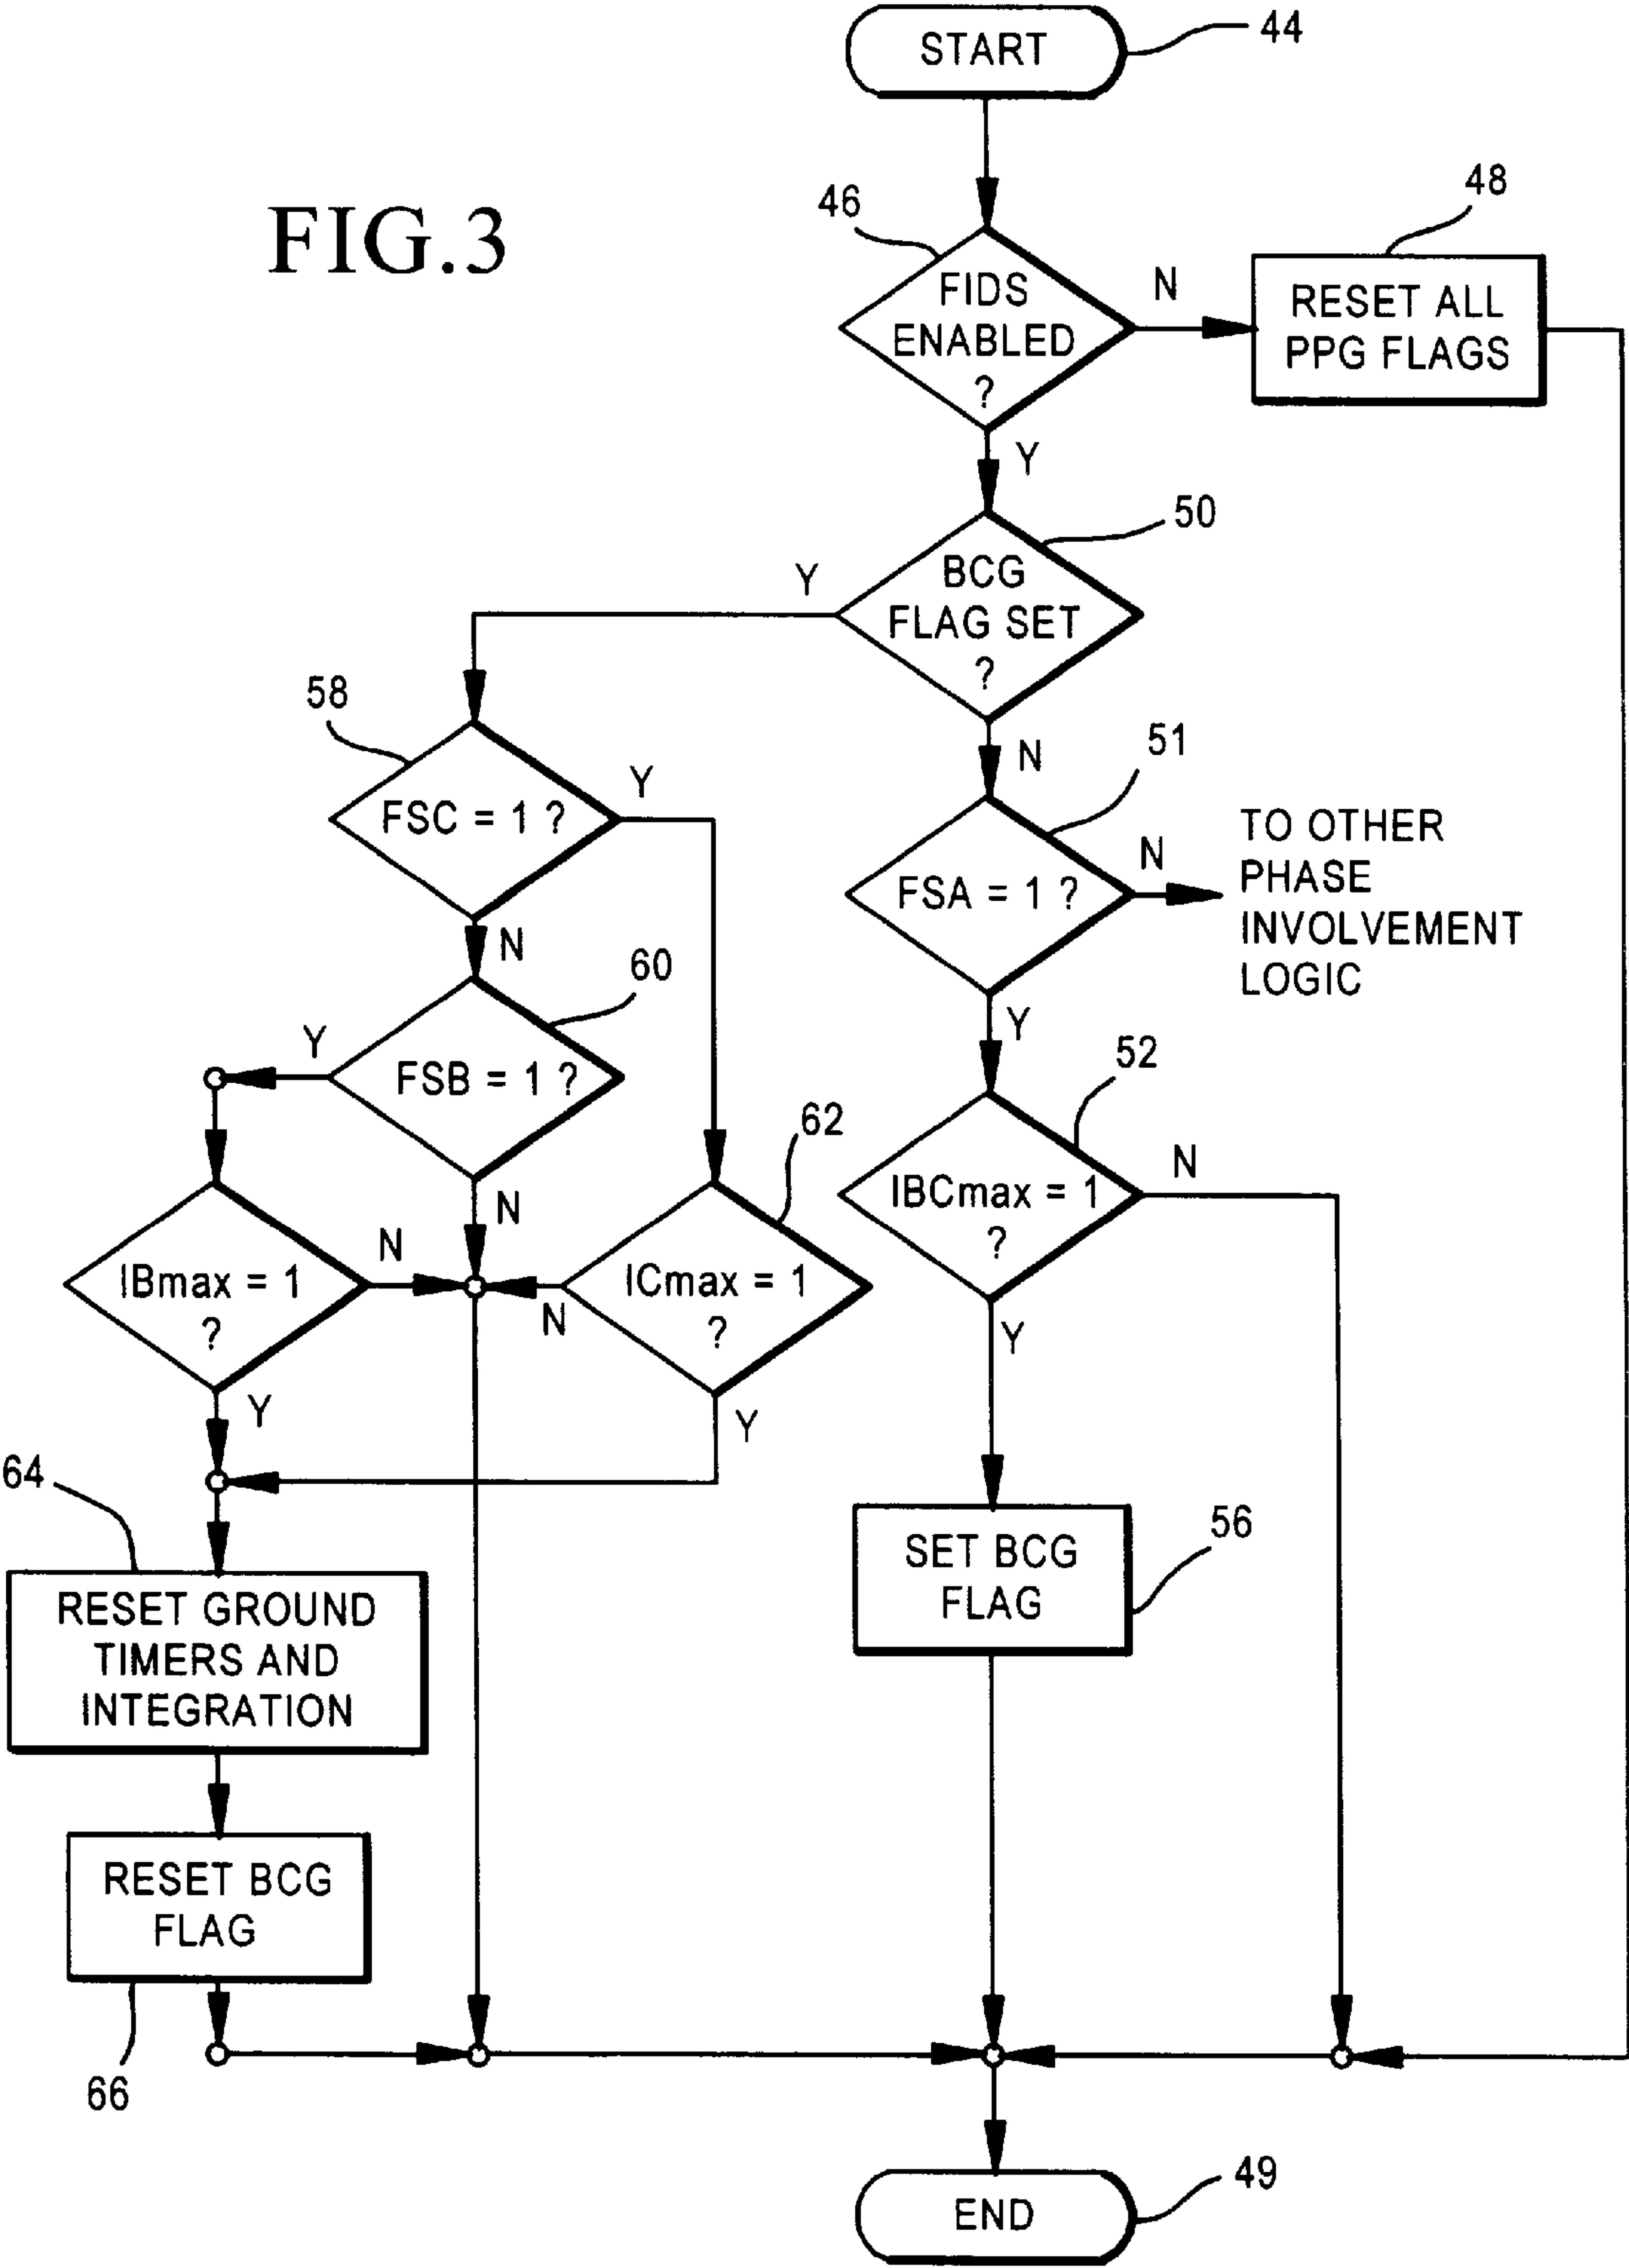 FIG.3
START
44
46
FIDS
ENABLED
?
N
48
RESET ALL
PPG FLAGS
Y
50
BCG
FLAG SET
?
Y
N
58
FSC = 1 ?
Y
N
51
FSA = 1 ?
N
TO OTHER
PHASE
INVOLVEMENT
LOGIC
Y
60
FSB = 1 ?
Y
N
62
52
IBCmax = 1
?
N
Y
IBmax = 1
?
N
Y
ICmax = 1
?
N
Y
64
RESET GROUND
TIMERS AND
INTEGRATION
56
SET BCG
FLAG
RESET BCG
FLAG
66
END
49